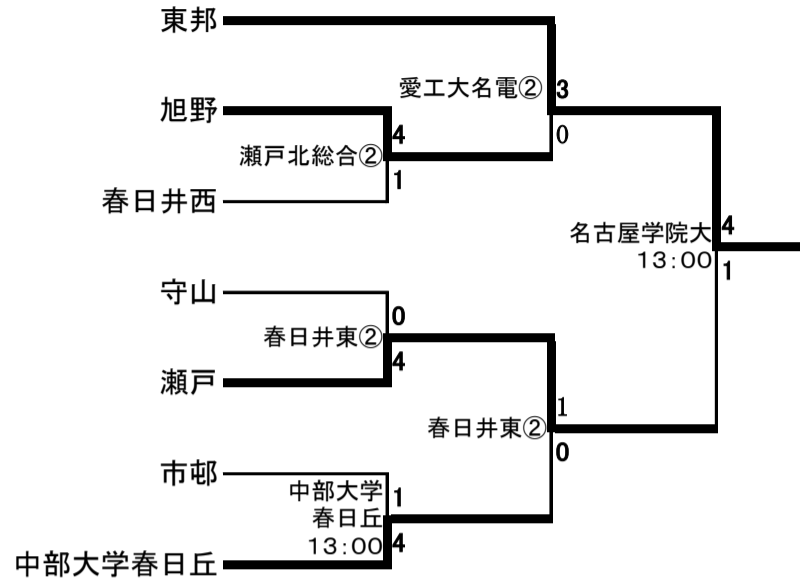 東邦
愛工大名電②
3
旭野
4
0
瀬戸北総合②
1
春日井西
名古屋学院大
13:00
4
1
守山
0
春日井東②
4
瀬戸
1
春日井東②
0
市邨
中部大学
春日丘
13:00
1
4
中部大学春日丘